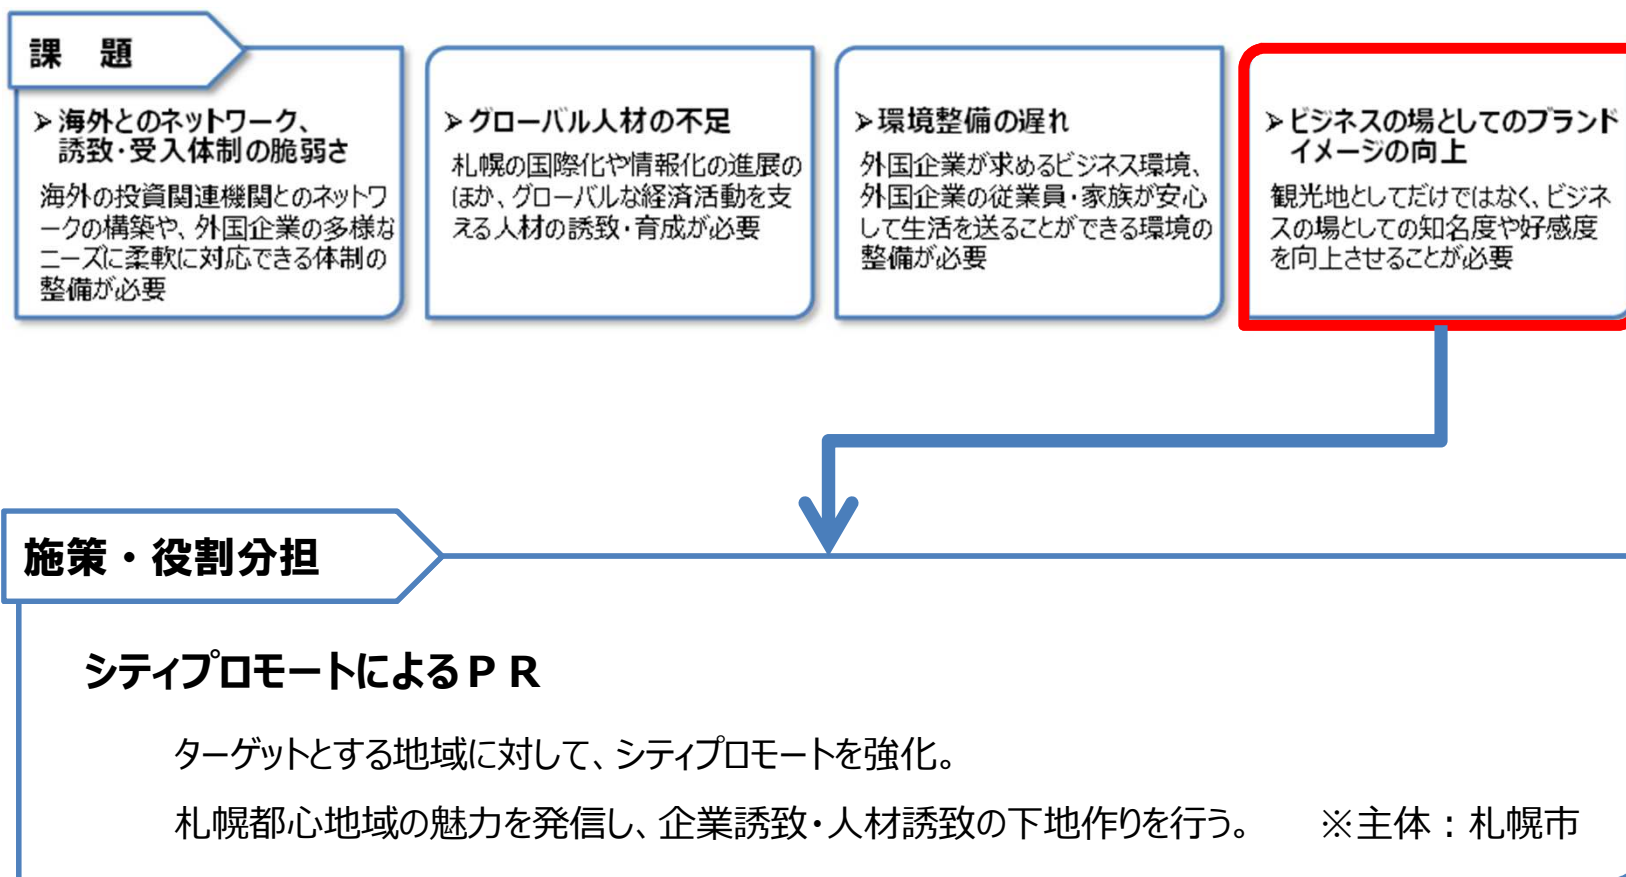 課　題
➢海外とのネットワーク、
誘致・受入体制の脆弱さ
海外の投資関連機関とのネットワ
ークの構築や、外国企業の多様な
ニーズに柔軟に対応できる体制の
整備が必要
➢グローバル人材の不足
札幌の国際化や情報化の進展の
ほか、グローバルな経済活動を支
える人材の誘致・育成が必要
➢環境整備の遅れ
外国企業が求めるビジネス環境、
外国企業の従業員・家族が安心
して生活を送ることができる環境の
整備が必要
➢ビジネスの場としてのブランド
イメージの向上
観光地としてだけではなく、ビジネ
スの場としての知名度や好感度
を向上させることが必要
施策・役割分担
シティプロモートによるＰＲ
ターゲットとする地域に対して、シティプロモートを強化。
札幌都心地域の魅力を発信し、企業誘致・人材誘致の下地作りを行う。　　※主体：札幌市